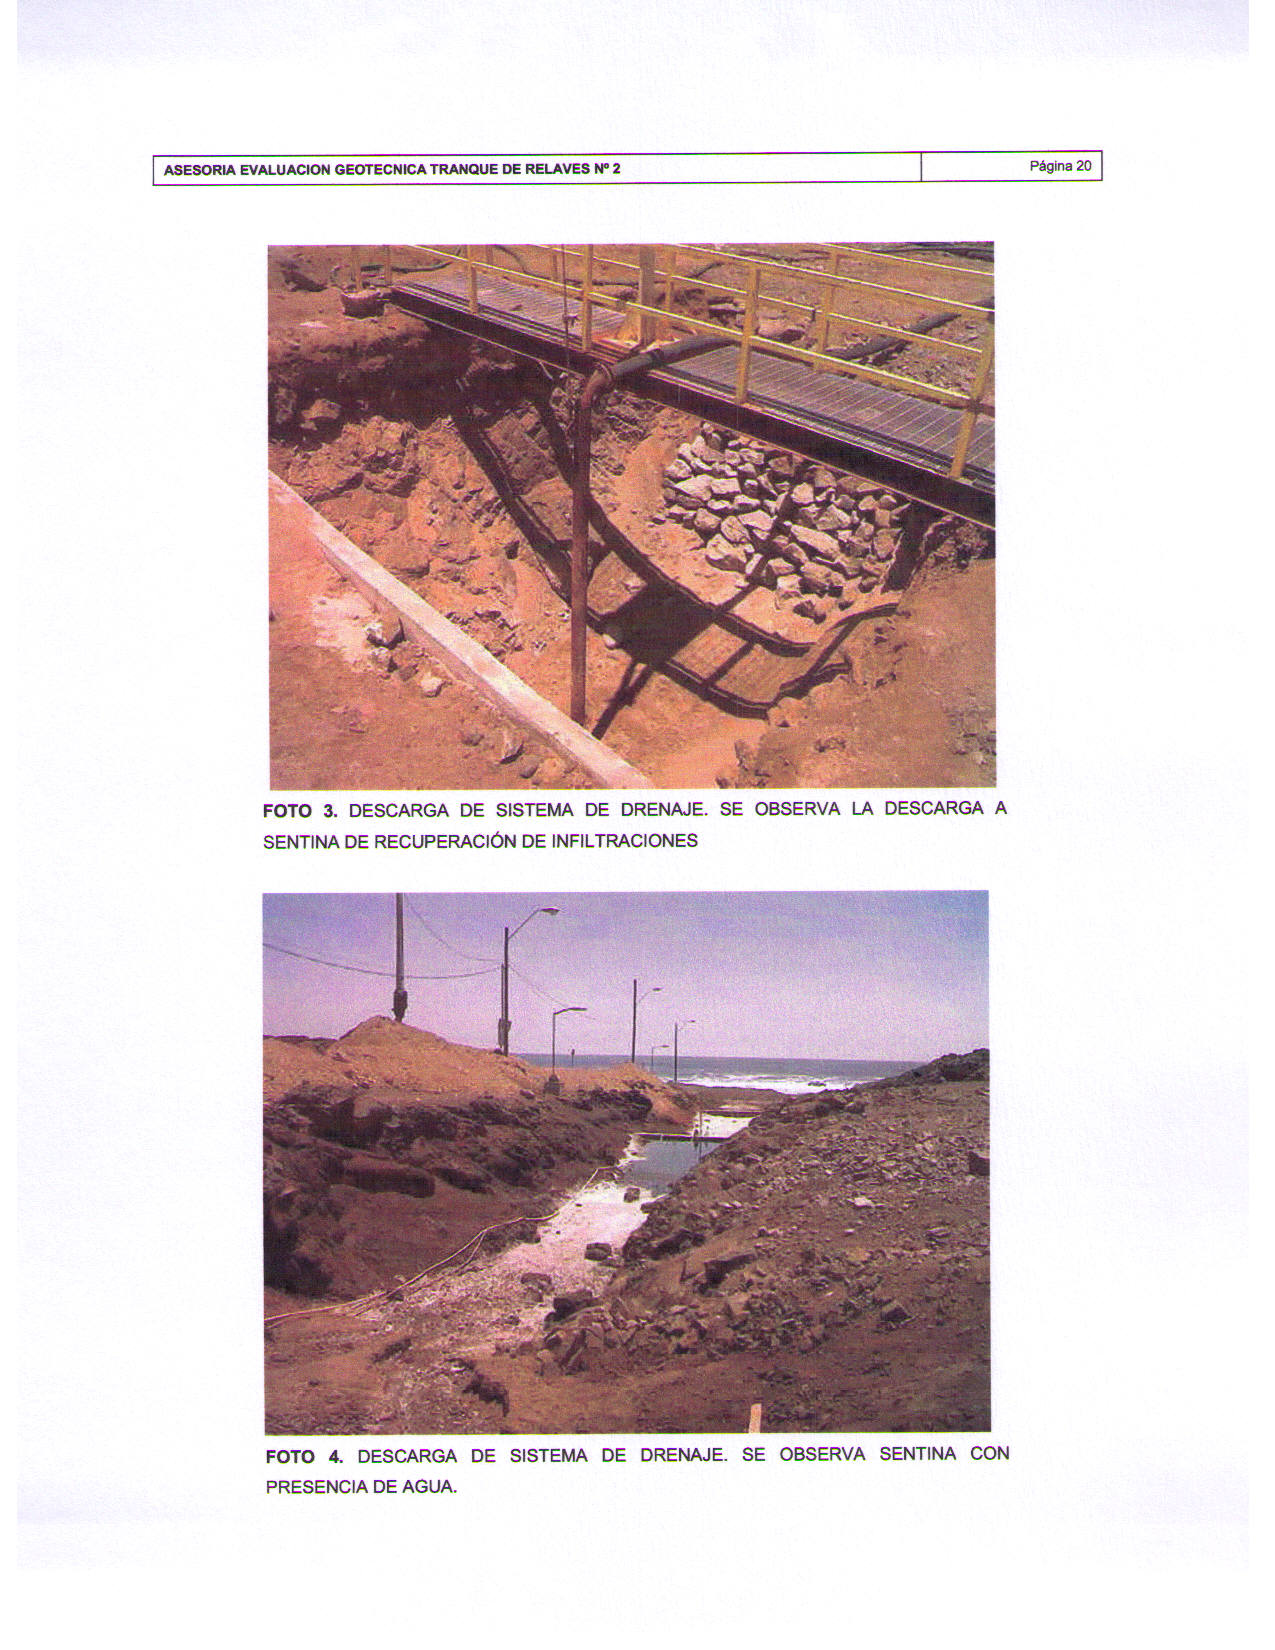 ASESORIA EVALUACION GEOTECNICA TRANQUE DE RELAVES Nº 2
Página 20
FOTO 3. DESCARGA DE SISTEMA DE DRENAJE. SE OBSERVA LA DESCARGA A
SENTINA DE RECUPERACIÓN DE INFILTRACIONES
FOTO 4. DESCARGA DE SISTEMA DE DRENAJE. SE OBSERVA SENTINA CON
PRESENCIA DE AGUA.